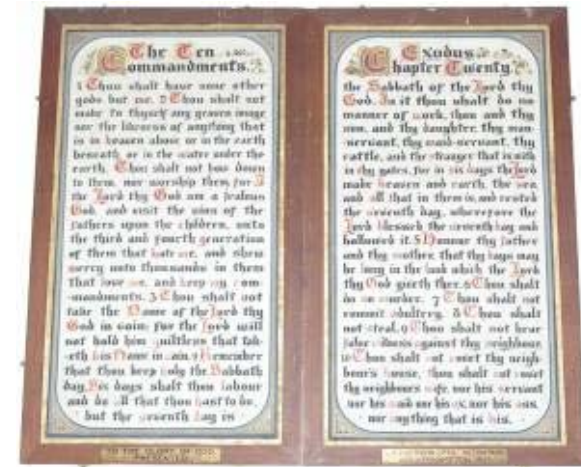 The Ten
Commandments.
1 Thou shalt have none other
gods but me. 2 Thou shalt not
make to thyself any graven image
nor the likeness of anything that
is in heaven above or in the earth
beneath or in the water under the
earth. Thou shalt not bow down
to them, nor worship them, for I
the Lord thy God am a jealous
God, and visit the sins of the
fathers upon the children, unto
the third and fourth generation
of them that hate me, and shew
mercy unto thousands in them
that love me, and keep my com-
mandments. 3 Thou shalt not
take the Name of the Lord thy
God in vain: for the Lord will
not hold him guiltless that tak-
eth his Name in vain. 4 Remember
that thou keep holy the Sabbath
day. Six days shalt thou labour
and do all that thou hast to do,
but the seventh day is
Exodus
Chapter Twenty.
the Sabbath of the Lord thy
God. In it thou shalt do no
manner of work, thou and thy
son, and thy daughter, thy man-
servant, thy maid-servant, thy
cattle, and the stranger that is with
in thy gates, for in six days the Lord
made heaven and earth, the sea
and all that in them is, and rested
the seventh day, wherefore the
Lord blessed the seventh day and
hallowed it. 5 Honour thy father
and thy mother, that thy days may
be long in the land which the Lord
thy God giveth thee. 6 Thou shalt
do no murder. 7 Thou shalt not
commit adultery. 8 Thou shalt
not steal. 9 Thou shalt not bear
false witness against thy neighbour
10 Thou shalt not covet thy neigh-
bour's house, thou shalt not covet
thy neighbours wife, nor his servant
nor his maid nor his ox, nor his ass,
nor anything that is his.
TO THE GLORY OF GOD